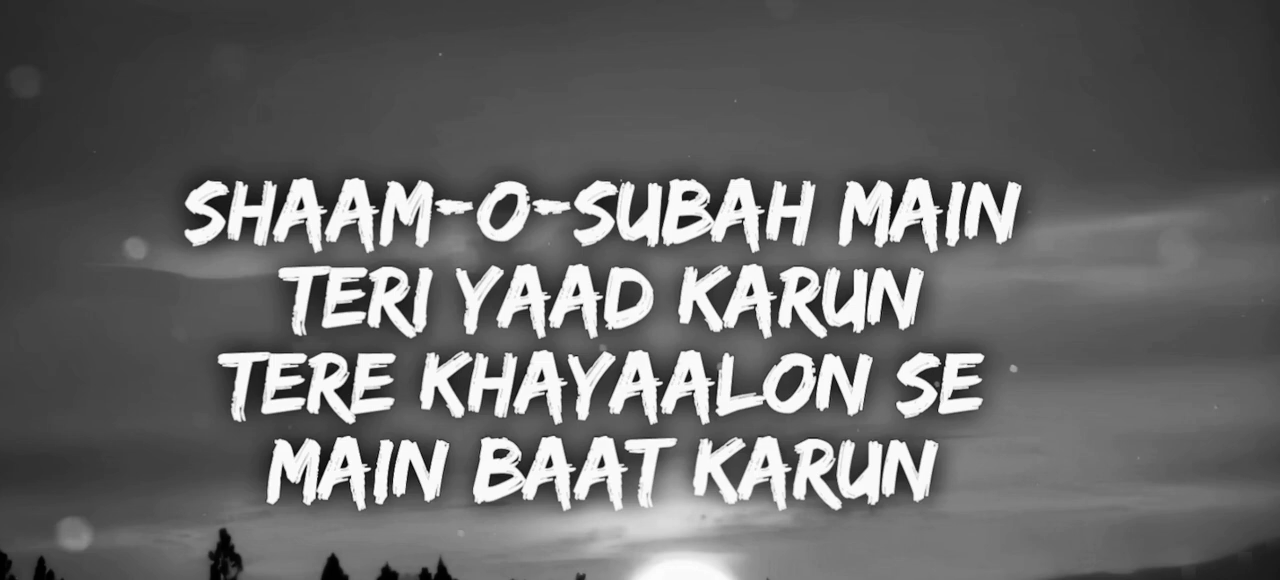 SHAAM-O-SUBAH MAIN
TERI YAAD KARUN
TERE KHAYAALON SE
MAIN BAAT KARUN